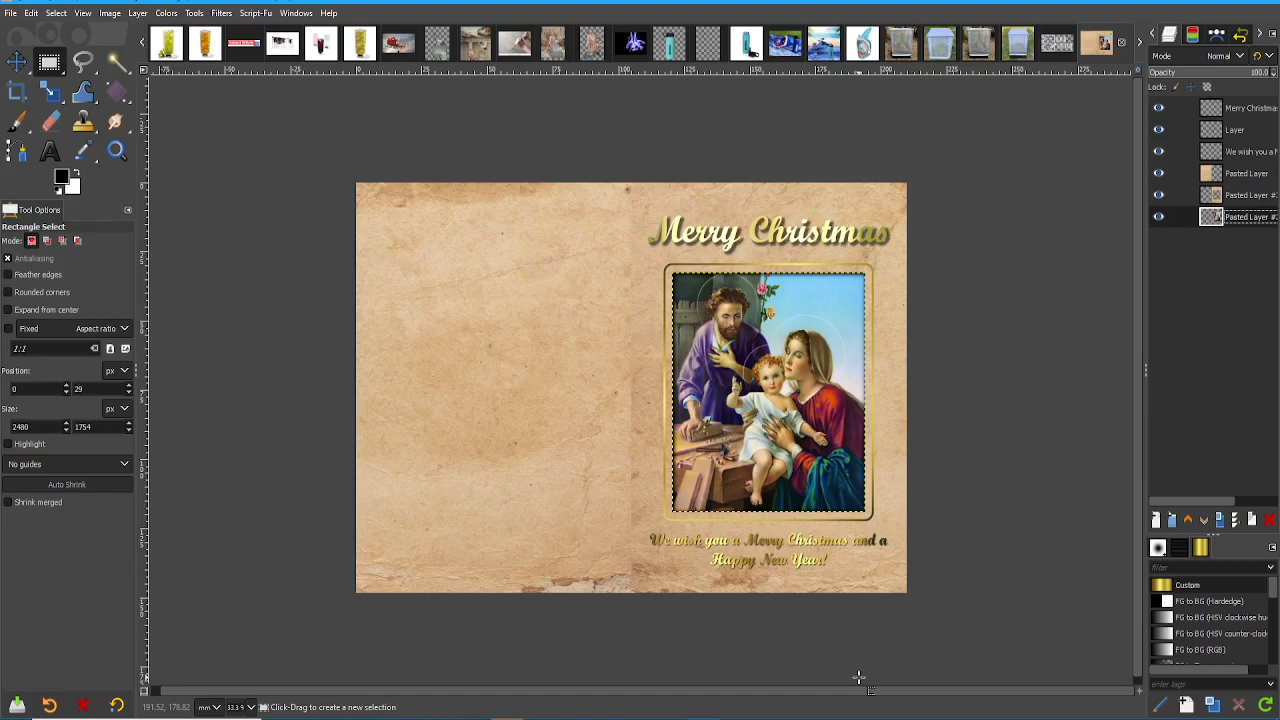 File Edit Select View Image Layer Colors Tools Filters Script-Fu Windows Help
Mode Normal
Opacity 100.0
Lock:
Merry Christmas
Layer
We wish you a M
Pasted Layer
Pasted Layer #
Pasted Layer #
Tool Options
Rectangle Select
Mode:
Antialiasing
Feather edges
Rounded corners
Expand from center
Fixed Aspect ratio
1:1
Position: px
0 29
Size: px
2480 1754
Highlight
No guides
Auto Shrink
Shrink merged
Merry Christmas
We wish you a Merry Christmas and a
Happy New Year!
filter
Custom
FG to BG (Hardedge)
FG to BG (HSV clockwise hu
FG to BG (HSV counter-cloc
FG to BG (RGB)
enter tags
191.52, 178.82 mm 33.3 Click-Drag to create a new selection